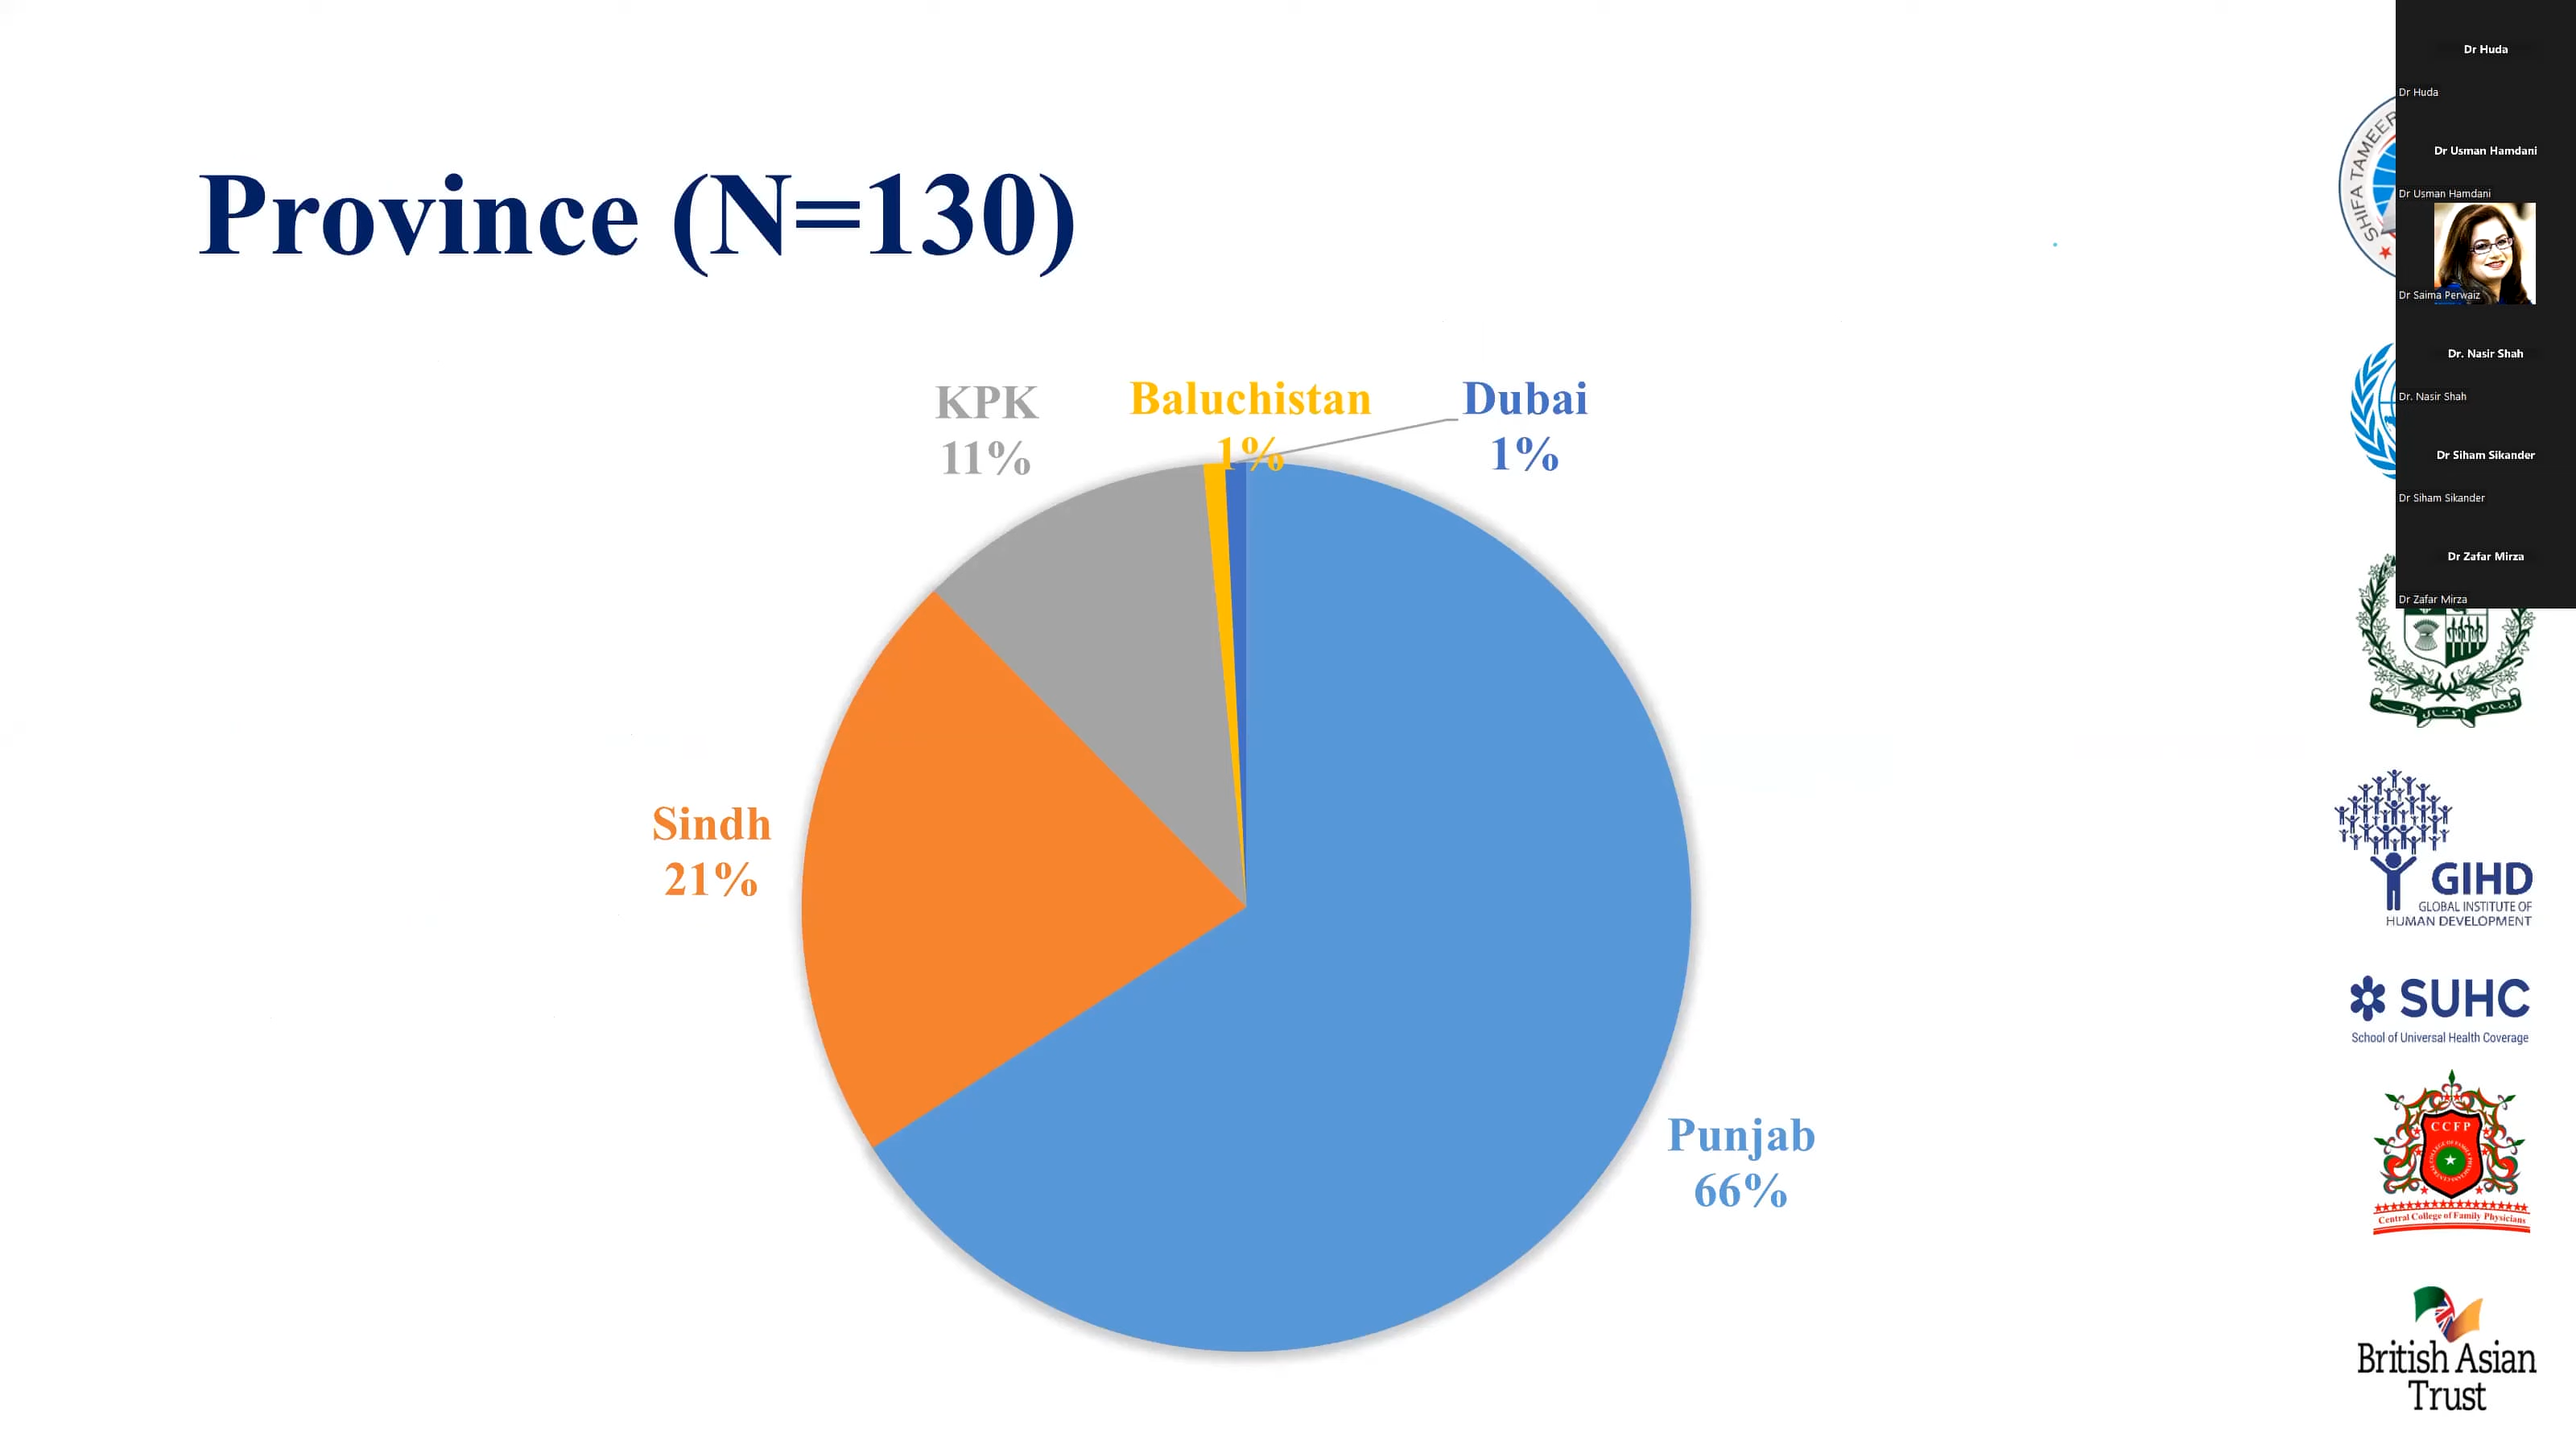 Province (N=130)
KPK
11%
Baluchistan
1%
Dubai
1%
Sindh
21%
Punjab
66%
Dr Huda
Dr Huda
Dr Usman Hamdani
Dr Usman Hamdani
Dr Saima Perwaiz
Dr. Nasir Shah
Dr. Nasir Shah
Dr Siham Sikander
Dr Siham Sikander
Dr Zafar Mirza
Dr Zafar Mirza
SHIFA TAMEER
GIHD
GLOBAL INSTITUTE OF
HUMAN DEVELOPMENT
SUHC
School of Universal Health Coverage
CCFP
Central College of Family Physicians
British Asian
Trust